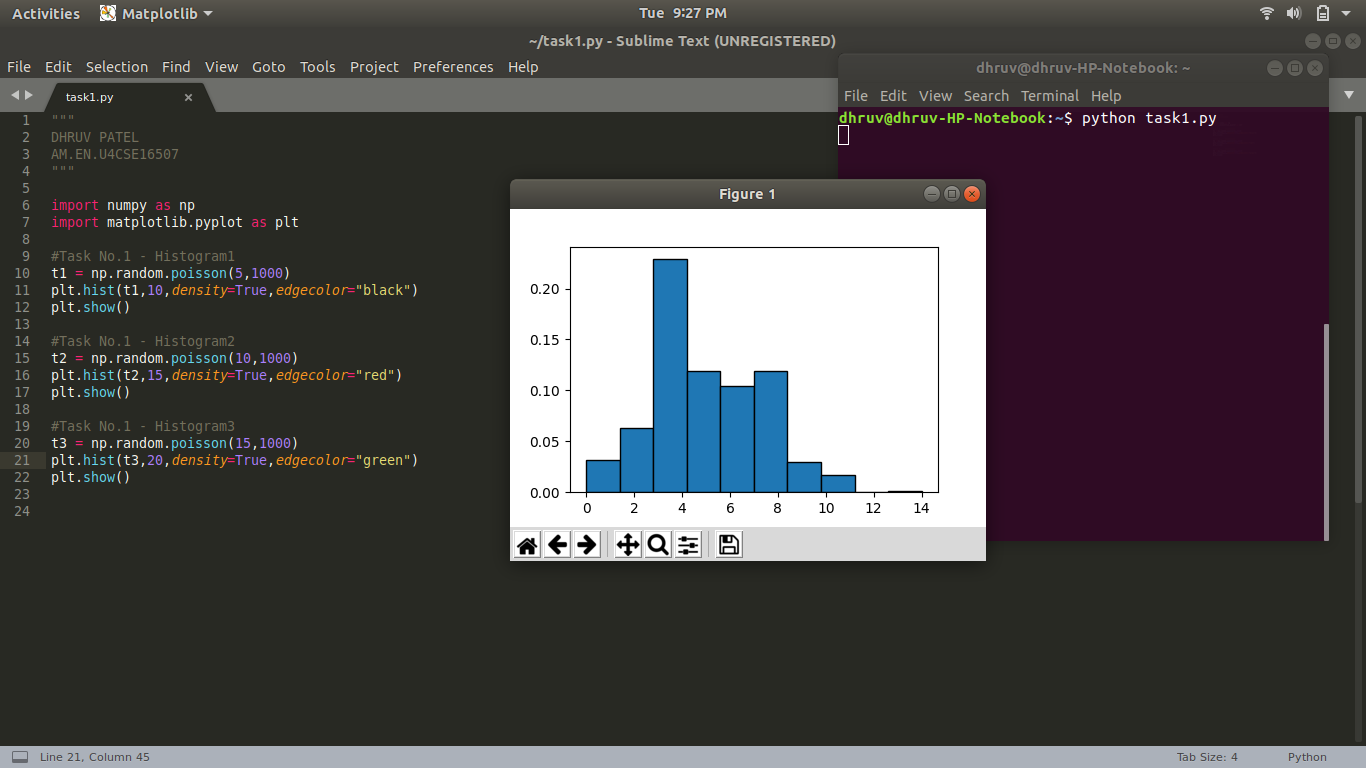 Activities Matplotlib Tue 9:27 PM
~/task1.py - Sublime Text (UNREGISTERED)
File Edit Selection Find View Goto Tools Project Preferences Help
task1.py ×
1 """
2 DHRUV PATEL
3 AM.EN.U4CSE16507
4 """
5
6 import numpy as np
7 import matplotlib.pyplot as plt
8
9 #Task No.1 - Histogram1
10 t1 = np.random.poisson(5,1000)
11 plt.hist(t1,10,density=True,edgecolor="black")
12 plt.show()
13
14 #Task No.1 - Histogram2
15 t2 = np.random.poisson(10,1000)
16 plt.hist(t2,15,density=True,edgecolor="red")
17 plt.show()
18
19 #Task No.1 - Histogram3
20 t3 = np.random.poisson(15,1000)
21 plt.hist(t3,20,density=True,edgecolor="green")
22 plt.show()
23
24
dhruv@dhruv-HP-Notebook: ~
File Edit View Search Terminal Help
dhruv@dhruv-HP-Notebook:~$ python task1.py
Figure 1
0.20
0.15
0.10
0.05
0.00
0 2 4 6 8 10 12 14
Line 21, Column 45 Tab Size: 4 Python